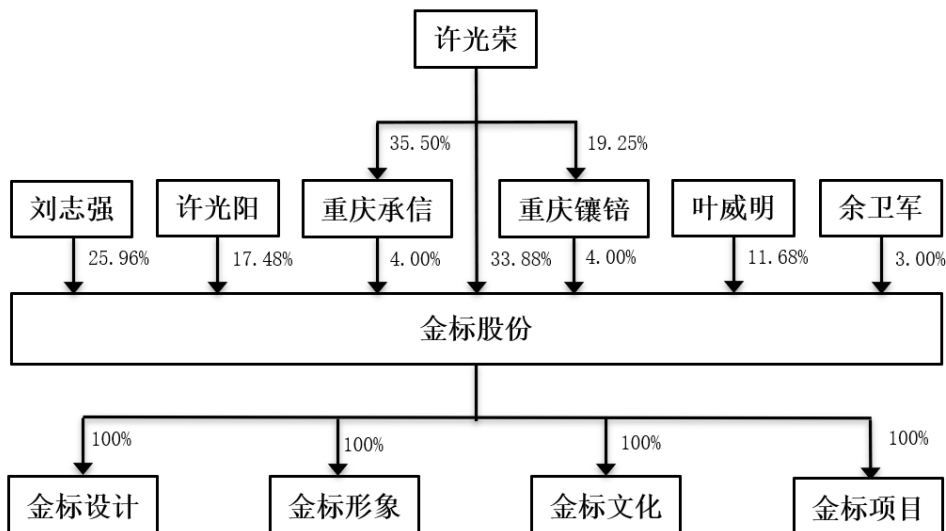 许光荣
35.50%
19.25%
刘志强
许光阳
重庆承信
重庆镶锫
叶威明
余卫军
25.96%
17.48%
4.00%
33.88%
4.00%
11.68%
3.00%
金标股份
100%
100%
100%
100%
金标设计
金标形象
金标文化
金标项目